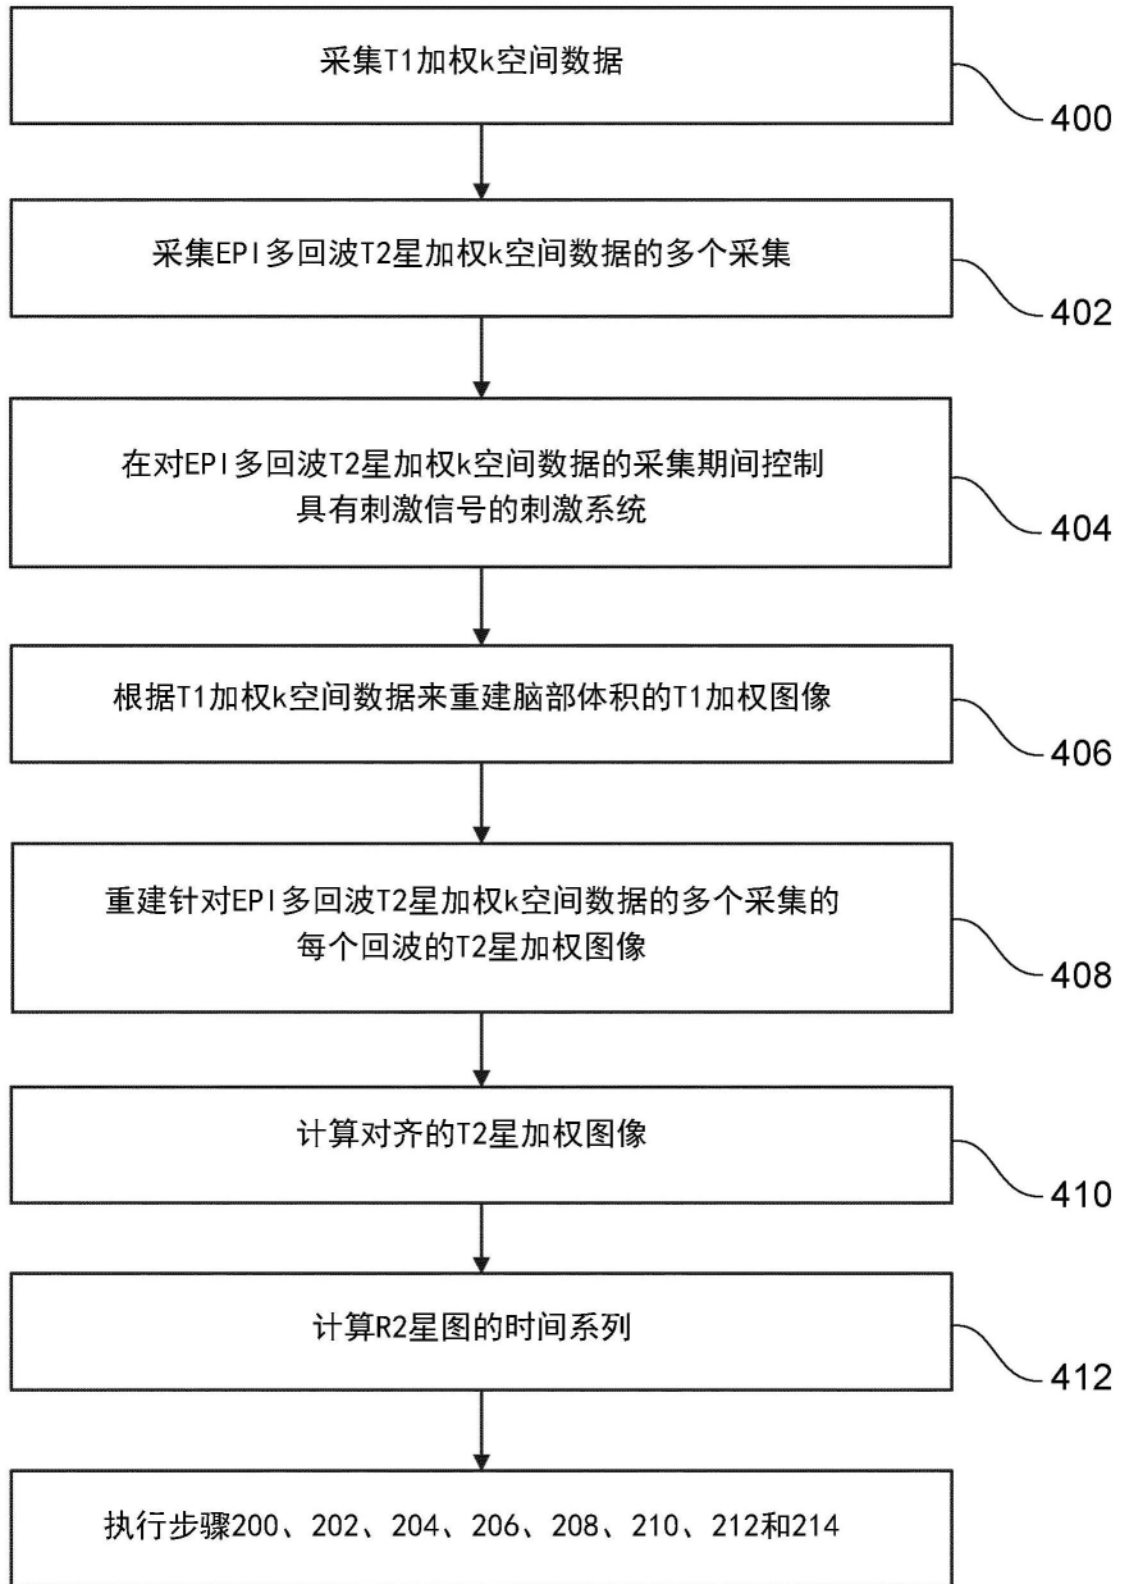 采集T1加权k空间数据
400
采集EPI多回波T2星加权k空间数据的多个采集
402
在对EPI多回波T2星加权k空间数据的采集期间控制
具有刺激信号的刺激系统
404
根据T1加权k空间数据来重建脑部体积的T1加权图像
406
重建针对EPI多回波T2星加权k空间数据的多个采集的
每个回波的T2星加权图像
408
计算对齐的T2星加权图像
410
计算R2星图的时间系列
412
执行步骤200、202、204、206、208、210、212和214